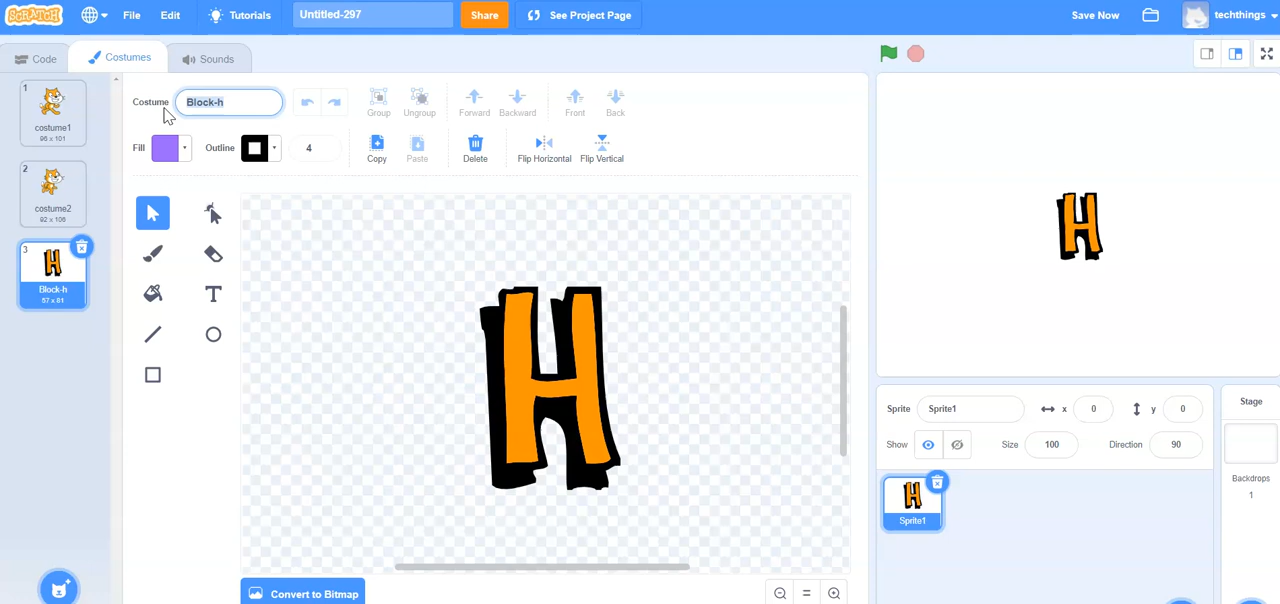 SCRATCH File Edit Tutorials Untitled-297 Share See Project Page Save Now techthings
Code Costumes Sounds
1
costume1
96 x 101
2
costume2
92 x 106
3
Block-h
57 x 81
Costume Block-h Group Ungroup Forward Backward Front Back
Fill Outline 4 Copy Paste Delete Flip Horizontal Flip Vertical
T
H
Convert to Bitmap
H
Sprite Sprite1 x 0 y 0
Show Size 100 Direction 90
H
Sprite1
Stage
Backdrops
1